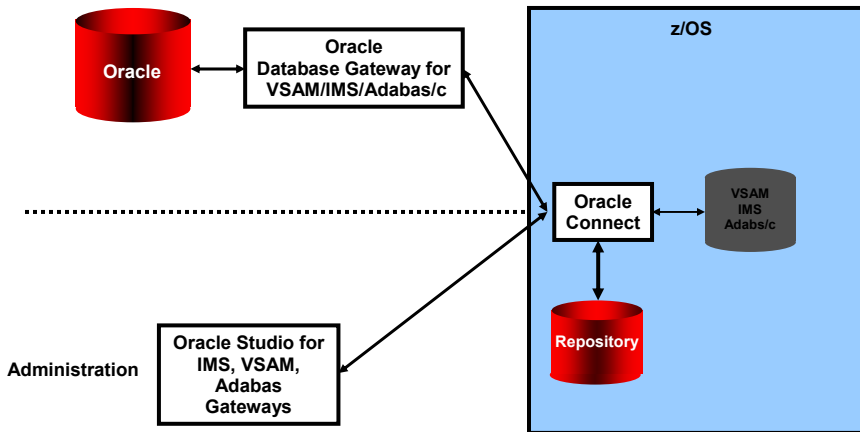 z/OS
Oracle
Oracle
Database Gateway for
VSAM/IMS/Adabas/c
Oracle
Connect
VSAM
IMS
Adabs/c
Repository
Administration
Oracle Studio for
IMS, VSAM,
Adabas
Gateways